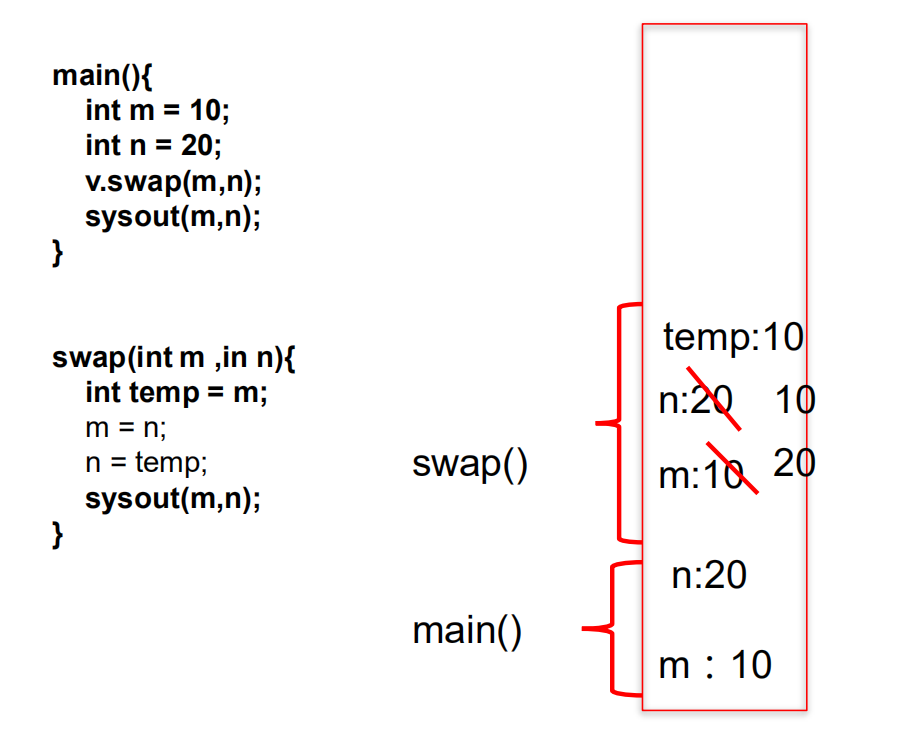 main(){
int m = 10;
int n = 20;
v.swap(m,n);
sysout(m,n);
}
swap(int m ,in n){
int temp = m;
m = n;
n = temp;
sysout(m,n);
}
swap()
main()
temp:10
n:20 10
m:10 20
n:20
m：10